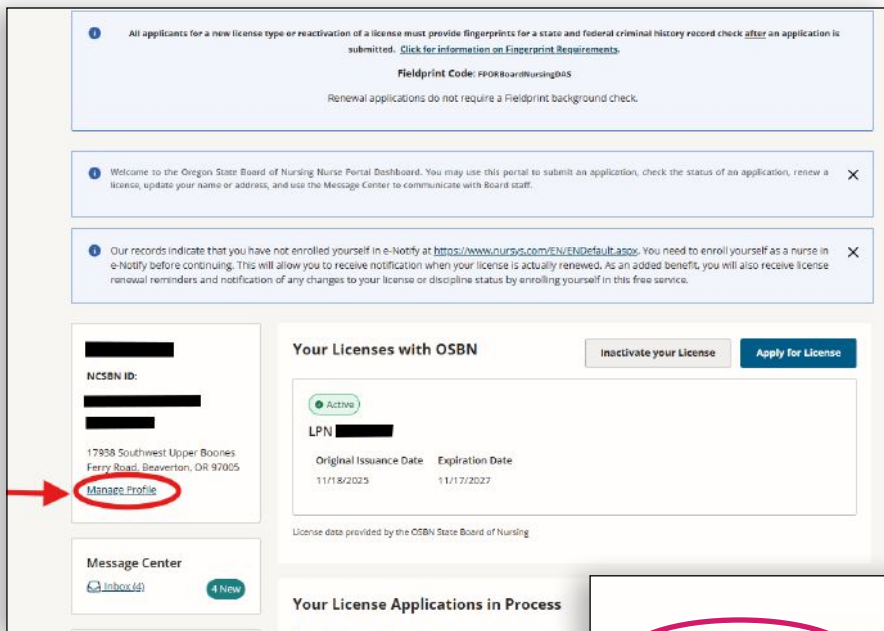 All applicants for a new license type or reactivation of a license must provide fingerprints for a state and federal criminal history record check after an application is
submitted. Click for information on Fingerprint Requirements.
Fieldprint Code: FPORBoardNursingDAS
Renewal applications do not require a Fieldprint background check.
Welcome to the Oregon State Board of Nursing Nurse Portal Dashboard. You may use this portal to submit an application, check the status of an application, renew a
license, update your name or address, and use the Message Center to communicate with Board staff.
Our records indicate that you have not enrolled yourself in e-Notify at https://www.nursys.com/EN/ENDefault.aspx. You need to enroll yourself as a nurse in
e-Notify before continuing. This will allow you to receive notification when your license is actually renewed. As an added benefit, you will also receive license
renewal reminders and notification of any changes to your license or discipline status by enrolling yourself in this free service.
NCSBN ID:
17938 Southwest Upper Boones
Ferry Road, Beaverton, OR 97005
Manage Profile
Message Center
Inbox (4)
4 New
Your Licenses with OSBN
Inactivate your License
Apply for License
Active
LPN
Original Issuance Date Expiration Date
11/18/2025 11/17/2027
License data provided by the OSBN State Board of Nursing
Your License Applications in Process